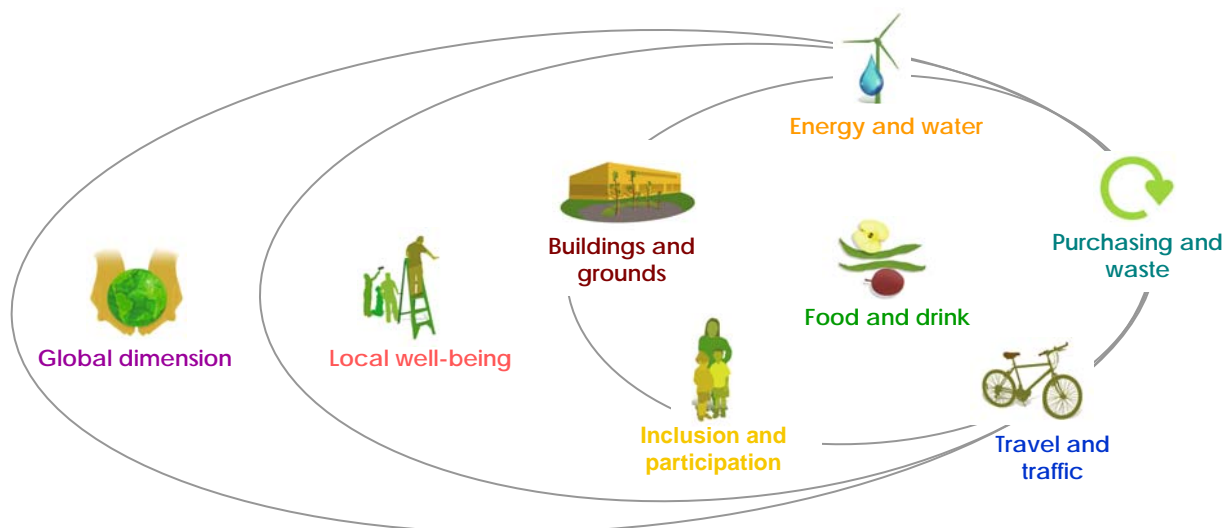 Energy and water
Buildings and
grounds
Purchasing and
waste
Food and drink
Global dimension
Local well-being
Inclusion and
participation
Travel and
traffic